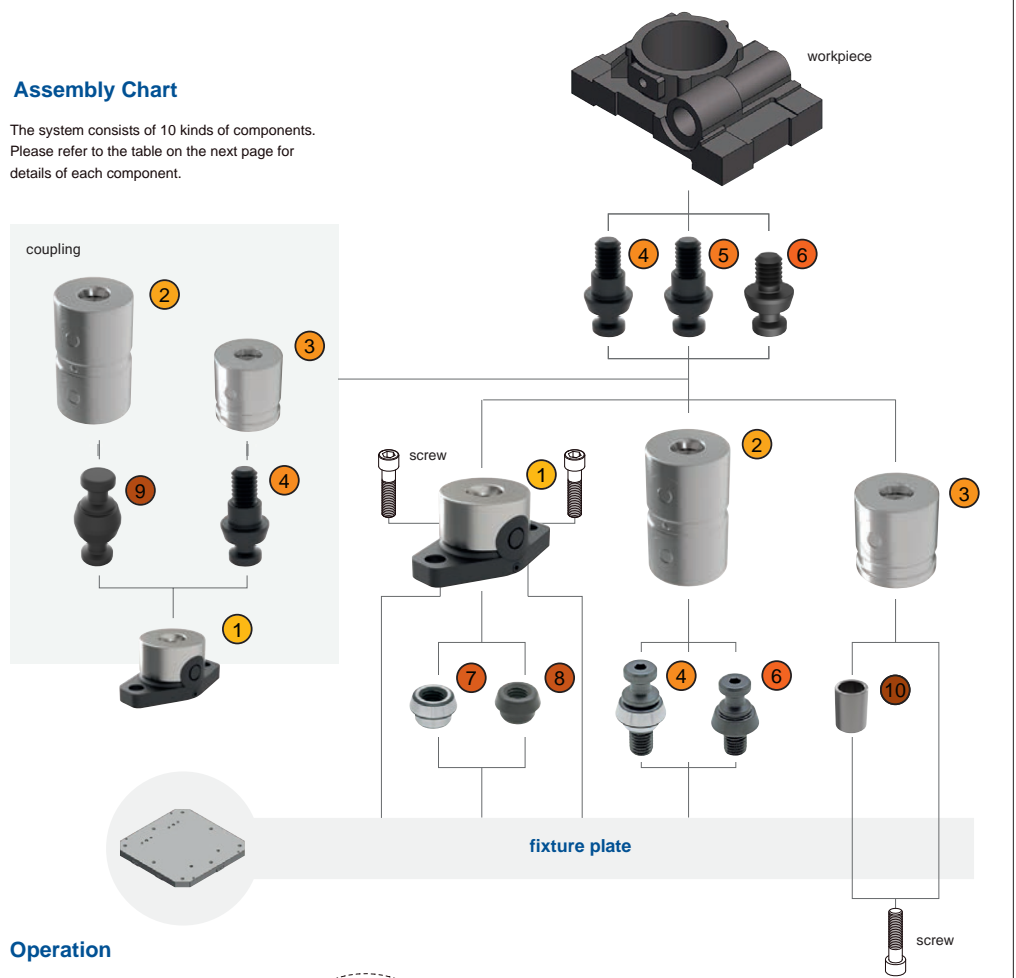 workpiece
Assembly Chart
The system consists of 10 kinds of components.
Please refer to the table on the next page for
details of each component.
coupling
4
5
6
2
3
9
4
1
screw
1
2
3
7
8
4
6
10
fixture plate
screw
Operation